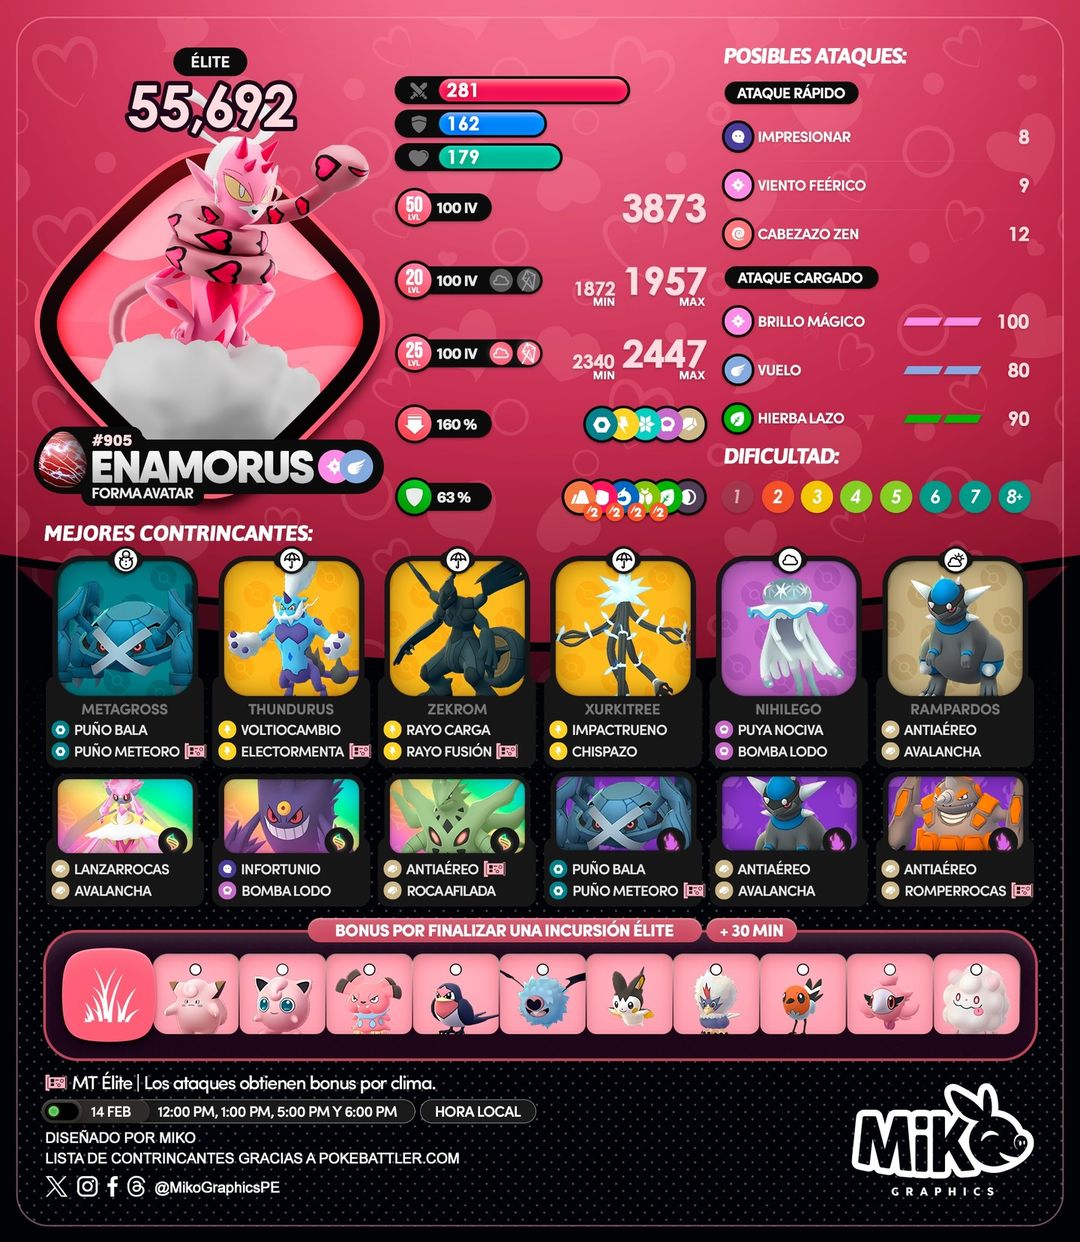 ÉLITE
55,692
281
162
179
50 LVL 100 IV
3873
20 LVL 100 IV
1872 MIN 1957 MAX
25 LVL 100 IV
2340 MIN 2447 MAX
160 %
63 %
/2 /2 /2 /2
#905
ENAMORUS
FORMA AVATAR
POSIBLES ATAQUES:
ATAQUE RÁPIDO
IMPRESIONAR 8
VIENTO FEÉRICO 9
CABEZAZO ZEN 12
ATAQUE CARGADO
BRILLO MÁGICO 100
VUELO 80
HIERBA LAZO 90
DIFICULTAD:
1 2 3 4 5 6 7 8+
MEJORES CONTRINCANTES:
METAGROSS
PUÑO BALA
PUÑO METEORO
THUNDURUS
VOLTIOCAMBIO
ELECTORMENTA
ZEKROM
RAYO CARGA
RAYO FUSIÓN
XURKITREE
IMPACTRUENO
CHISPAZO
NIHILEGO
PUYA NOCIVA
BOMBA LODO
RAMPARDOS
ANTIAÉREO
AVALANCHA
LANZARROCAS
AVALANCHA
INFORTUNIO
BOMBA LODO
ANTIAÉREO
ROCA AFILADA
PUÑO BALA
PUÑO METEORO
ANTIAÉREO
AVALANCHA
ANTIAÉREO
ROMPERROCAS
BONUS POR FINALIZAR UNA INCURSIÓN ÉLITE + 30 MIN
MT Élite | Los ataques obtienen bonus por clima.
14 FEB 12:00 PM, 1:00 PM, 5:00 PM Y 6:00 PM HORA LOCAL
DISEÑADO POR MIKO
LISTA DE CONTRINCANTES GRACIAS A POKEBATTLER.COM
@MikoGraphicsPE
MiKO
GRAPHICS